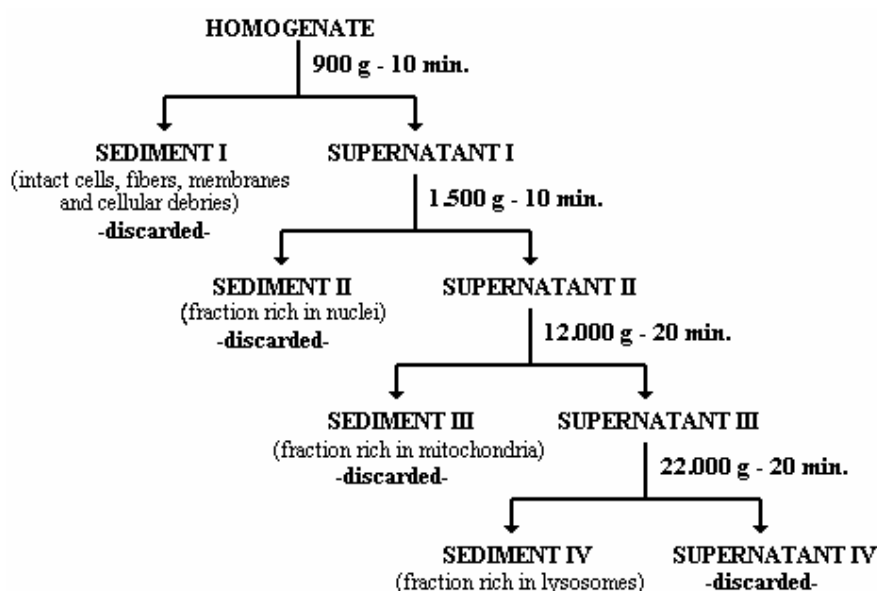 HOMOGENATE
900 g - 10 min.
SEDIMENT I
(intact cells, fibers, membranes
and cellular debries)
-discarded-
SUPERNATANT I
1.500 g - 10 min.
SEDIMENT II
(fraction rich in nuclei)
-discarded-
SUPERNATANT II
12.000 g - 20 min.
SEDIMENT III
(fraction rich in mitochondria)
-discarded-
SUPERNATANT III
22.000 g - 20 min.
SEDIMENT IV
(fraction rich in lysosomes)
SUPERNATANT IV
-discarded-